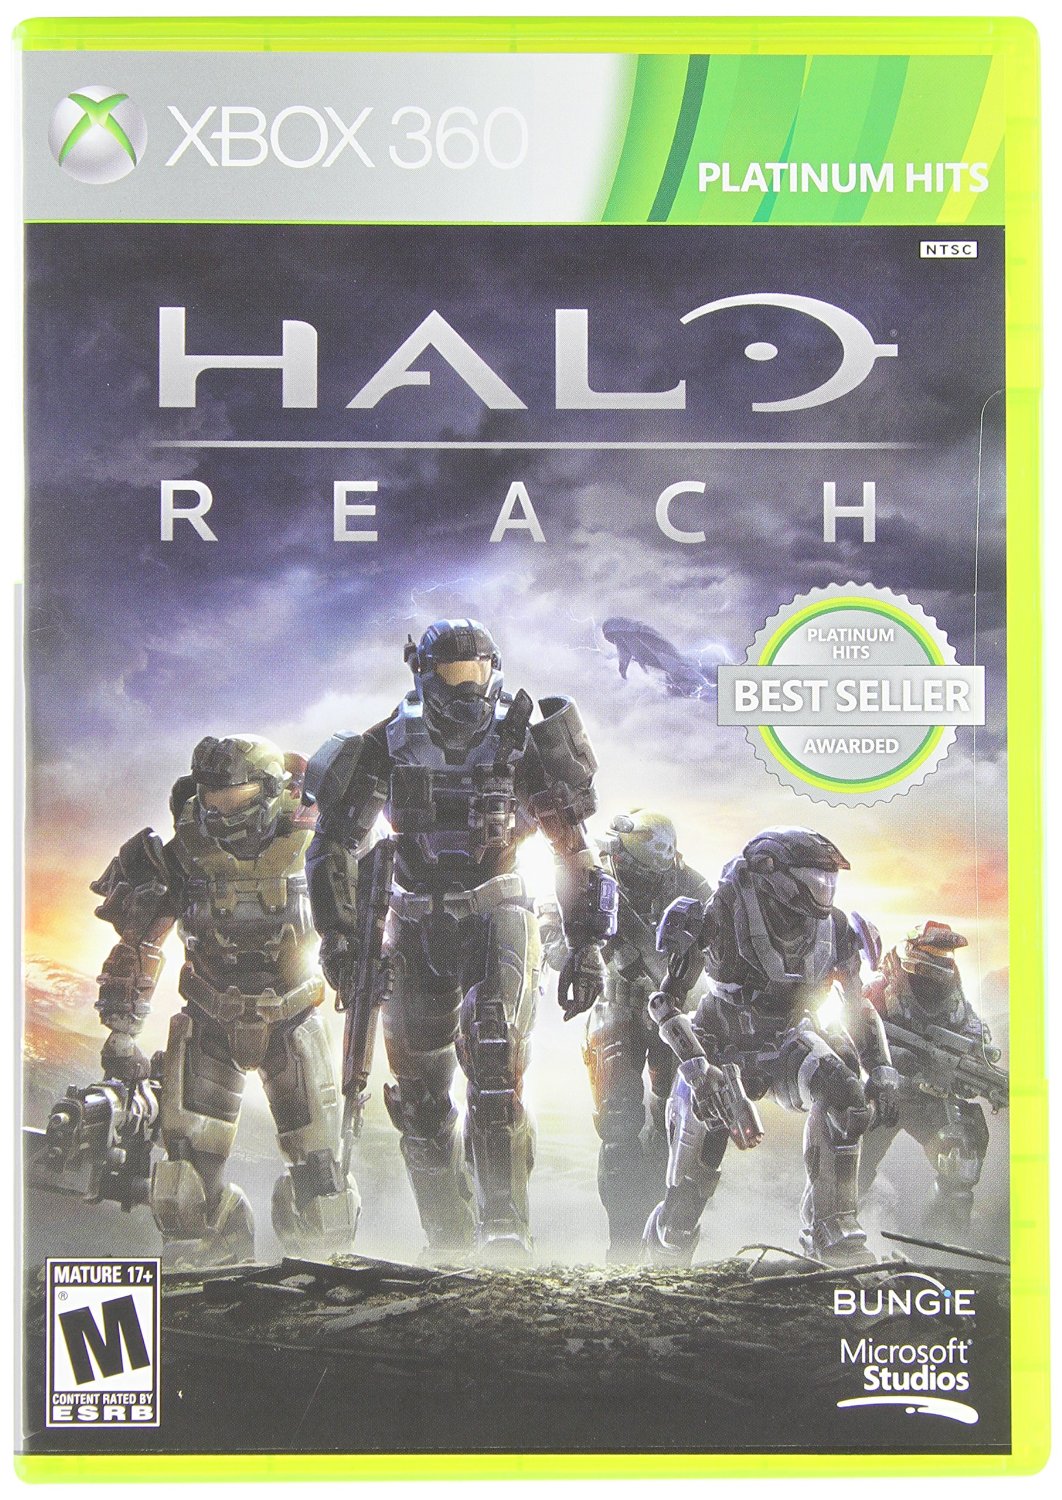 XBOX 360
PLATINUM HITS
NTSC
HALO
REACH
PLATINUM
HITS
BEST SELLER
AWARDED
MATURE 17+
M
®
CONTENT RATED BY
ESRB
BUNGiE
Microsoft®
Studios